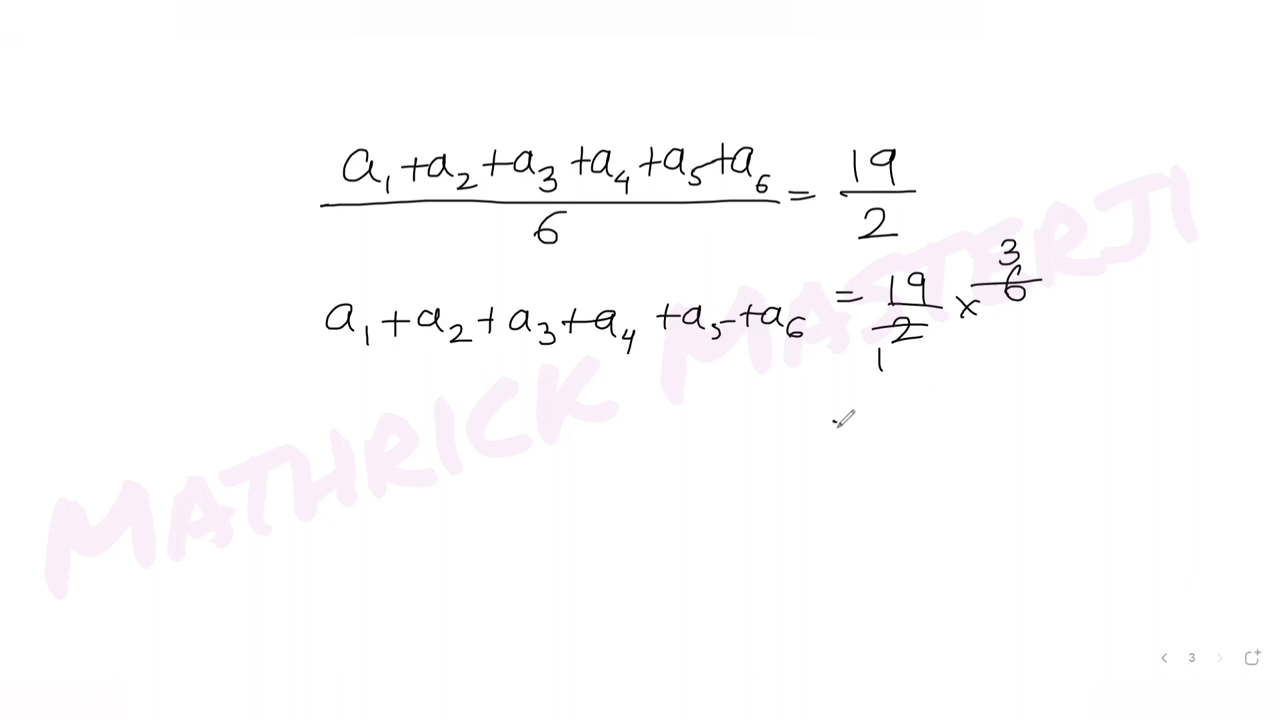 a₁+a₂+a₃+a₄+a₅+a₆ = 19
6 2
3
a₁+a₂+a₃+a₄+a₅+a₆ = 19 × 6
2
1
MATHRICK MASTERJI
< 3 >